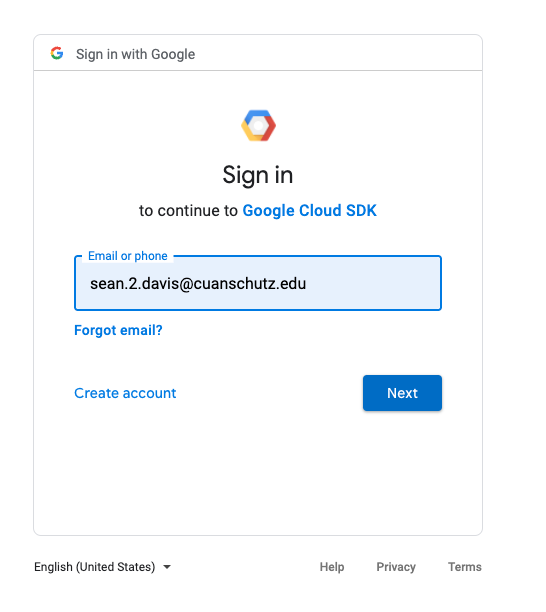 Sign in with Google
Sign in
to continue to Google Cloud SDK
Email or phone
sean.2.davis@cuanschutz.edu
Forgot email?
Create account
Next
English (United States)
Help
Privacy
Terms